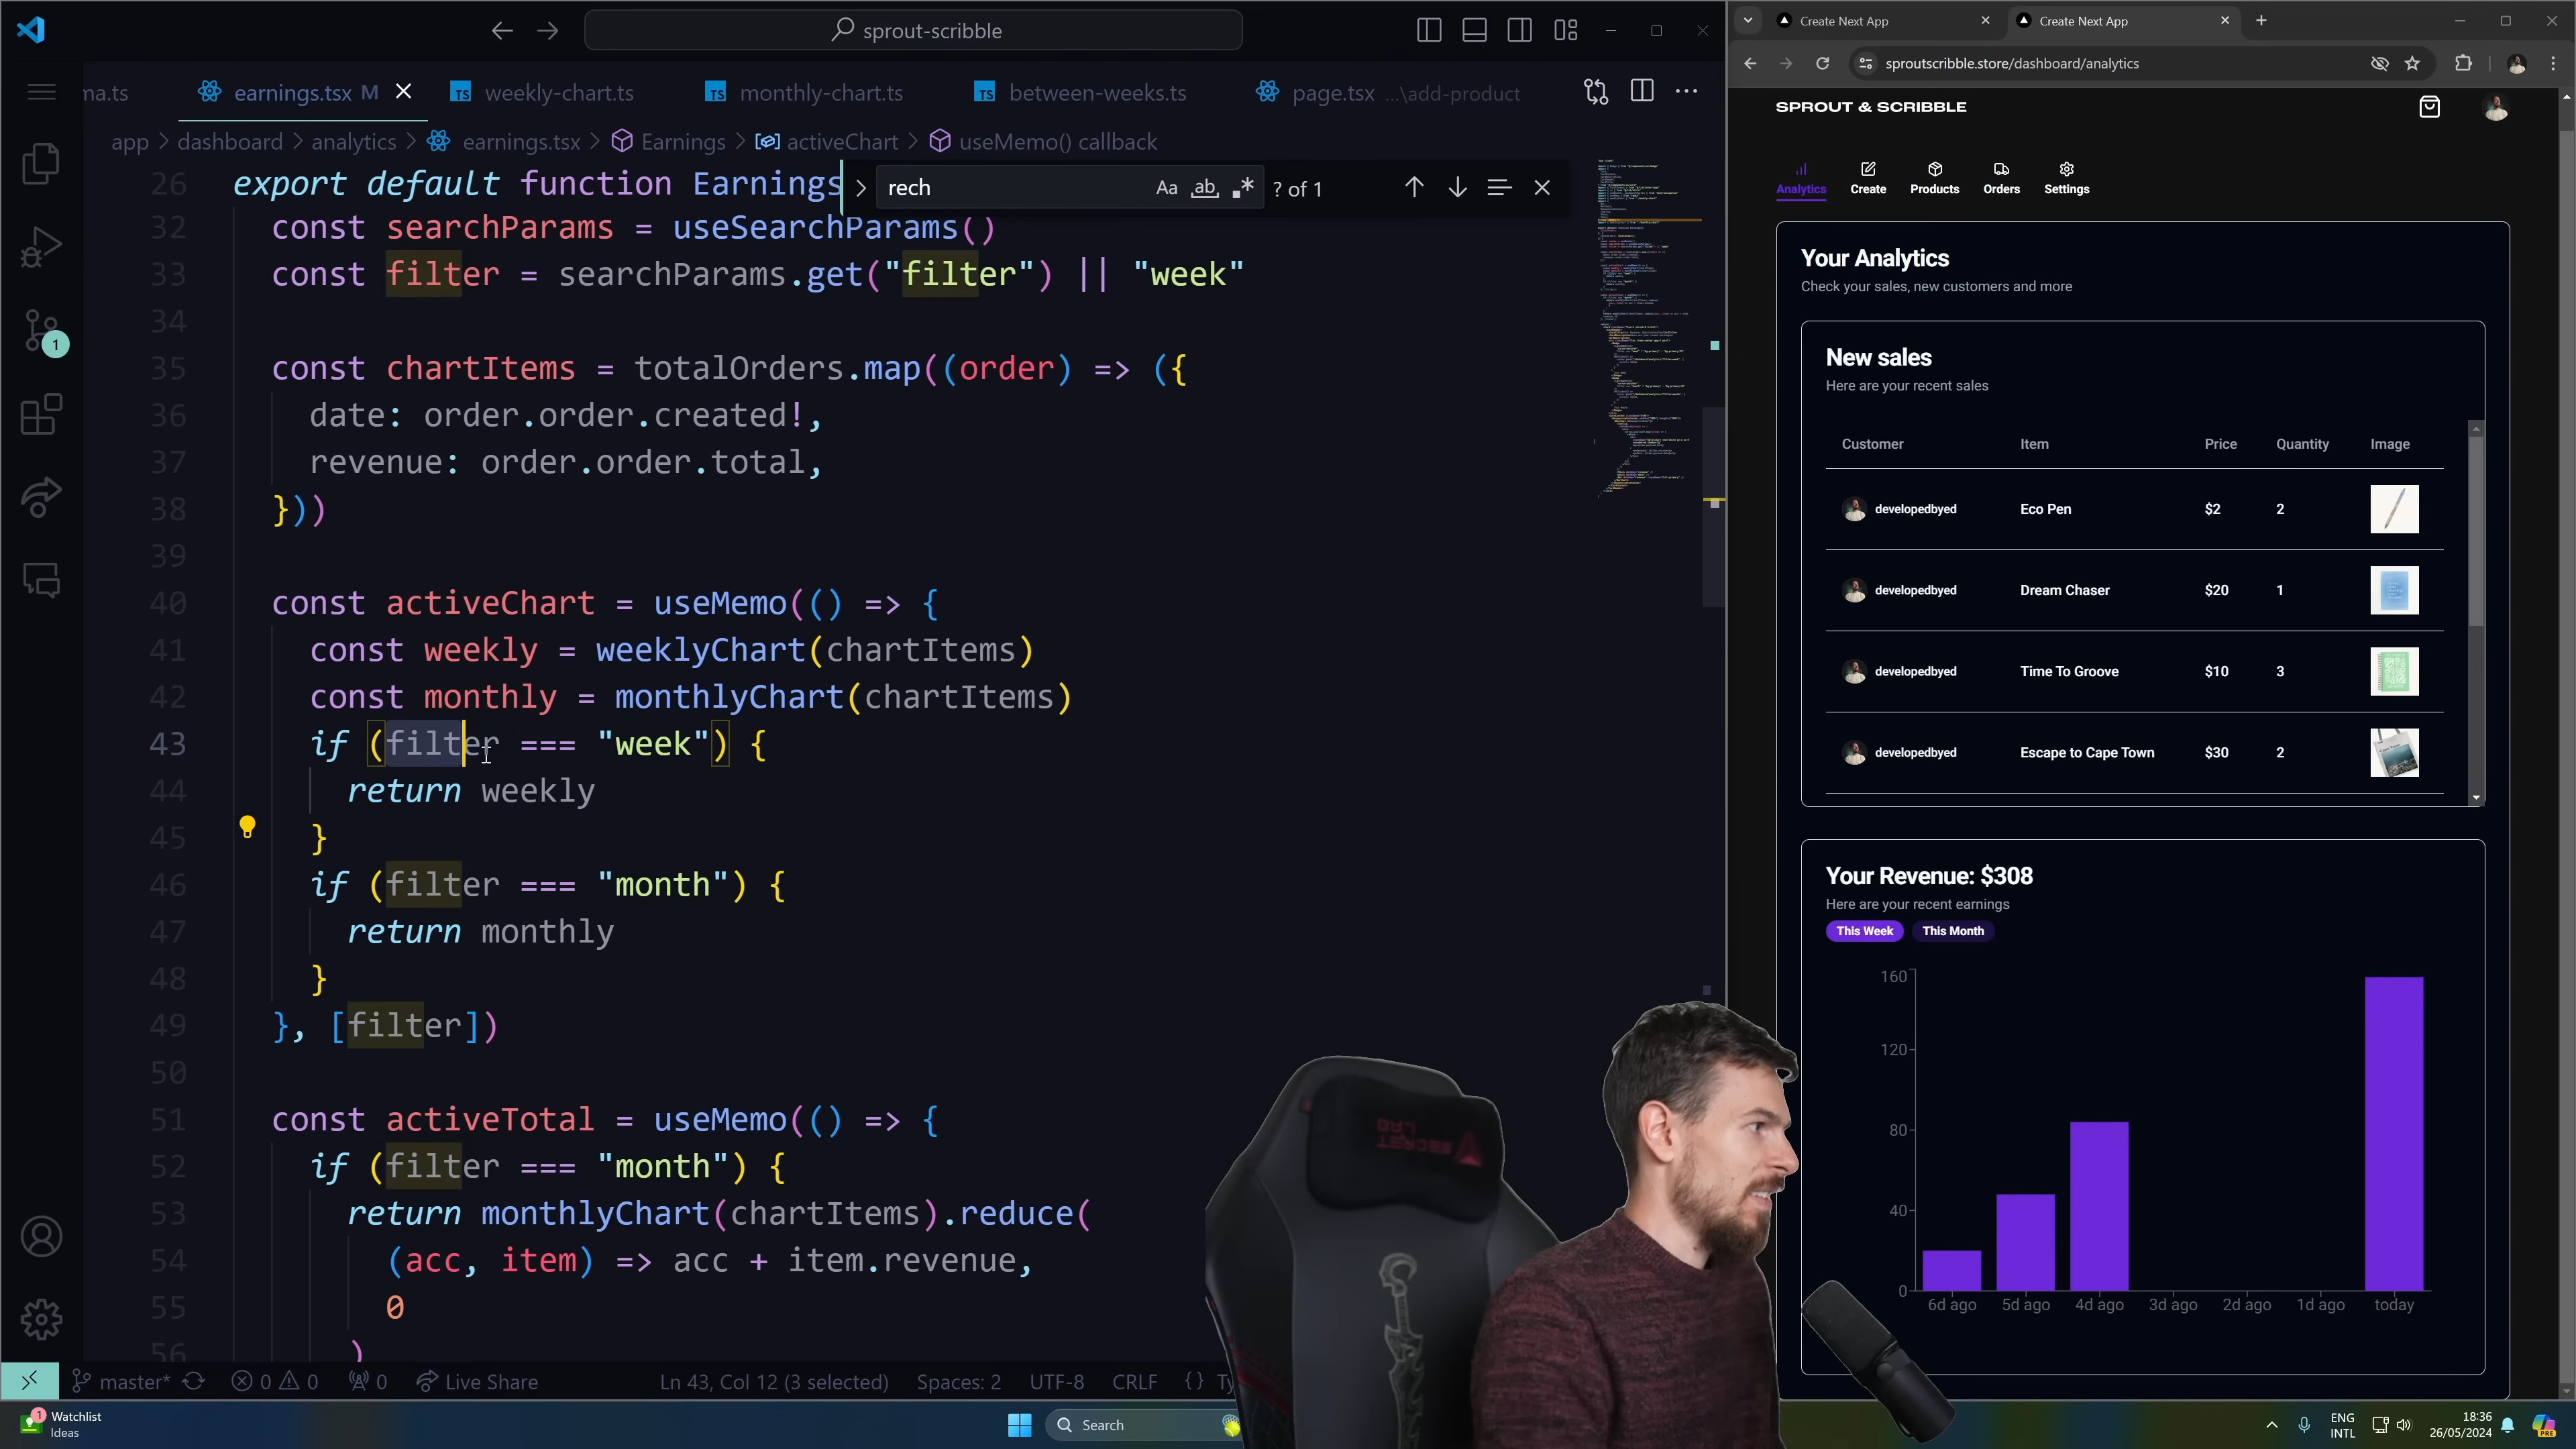 sprout-scribble
ma.ts
earnings.tsx M
weekly-chart.ts
monthly-chart.ts
between-weeks.ts
page.tsx ...\add-product
app > dashboard > analytics > earnings.tsx > Earnings > activeChart > useMemo() callback
rech
Aa ab .* ? of 1
26 export default function Earnings
32 const searchParams = useSearchParams()
33 const filter = searchParams.get("filter") || "week"
34
35 const chartItems = totalOrders.map((order) => ({
36 date: order.order.created!,
37 revenue: order.order.total,
38 }))
39
40 const activeChart = useMemo(() => {
41 const weekly = weeklyChart(chartItems)
42 const monthly = monthlyChart(chartItems)
43 if (filter === "week") {
44 return weekly
45 }
46 if (filter === "month") {
47 return monthly
48 }
49 }, [filter])
50
51 const activeTotal = useMemo(() => {
52 if (filter === "month") {
53 return monthlyChart(chartItems).reduce(
54 (acc, item) => acc + item.revenue,
55 0
56 )
1
master* 0 0 0 Live Share
Ln 43, Col 12 (3 selected) Spaces: 2 UTF-8 CRLF {} Ty
Create Next App
Create Next App
sproutscribble.store/dashboard/analytics
SPROUT & SCRIBBLE
Analytics Create Products Orders Settings
Your Analytics
Check your sales, new customers and more
New sales
Here are your recent sales
Customer Item Price Quantity Image
developedbyed Eco Pen $2 2
developedbyed Dream Chaser $20 1
developedbyed Time To Groove $10 3
developedbyed Escape to Cape Town $30 2
Your Revenue: $308
Here are your recent earnings
This Week This Month
160
120
80
40
0
6d ago 5d ago 4d ago 3d ago 2d ago 1d ago today
SECRET LAB
1
Watchlist
Ideas
Search
ENG
INTL
18:36
26/05/2024
PRE